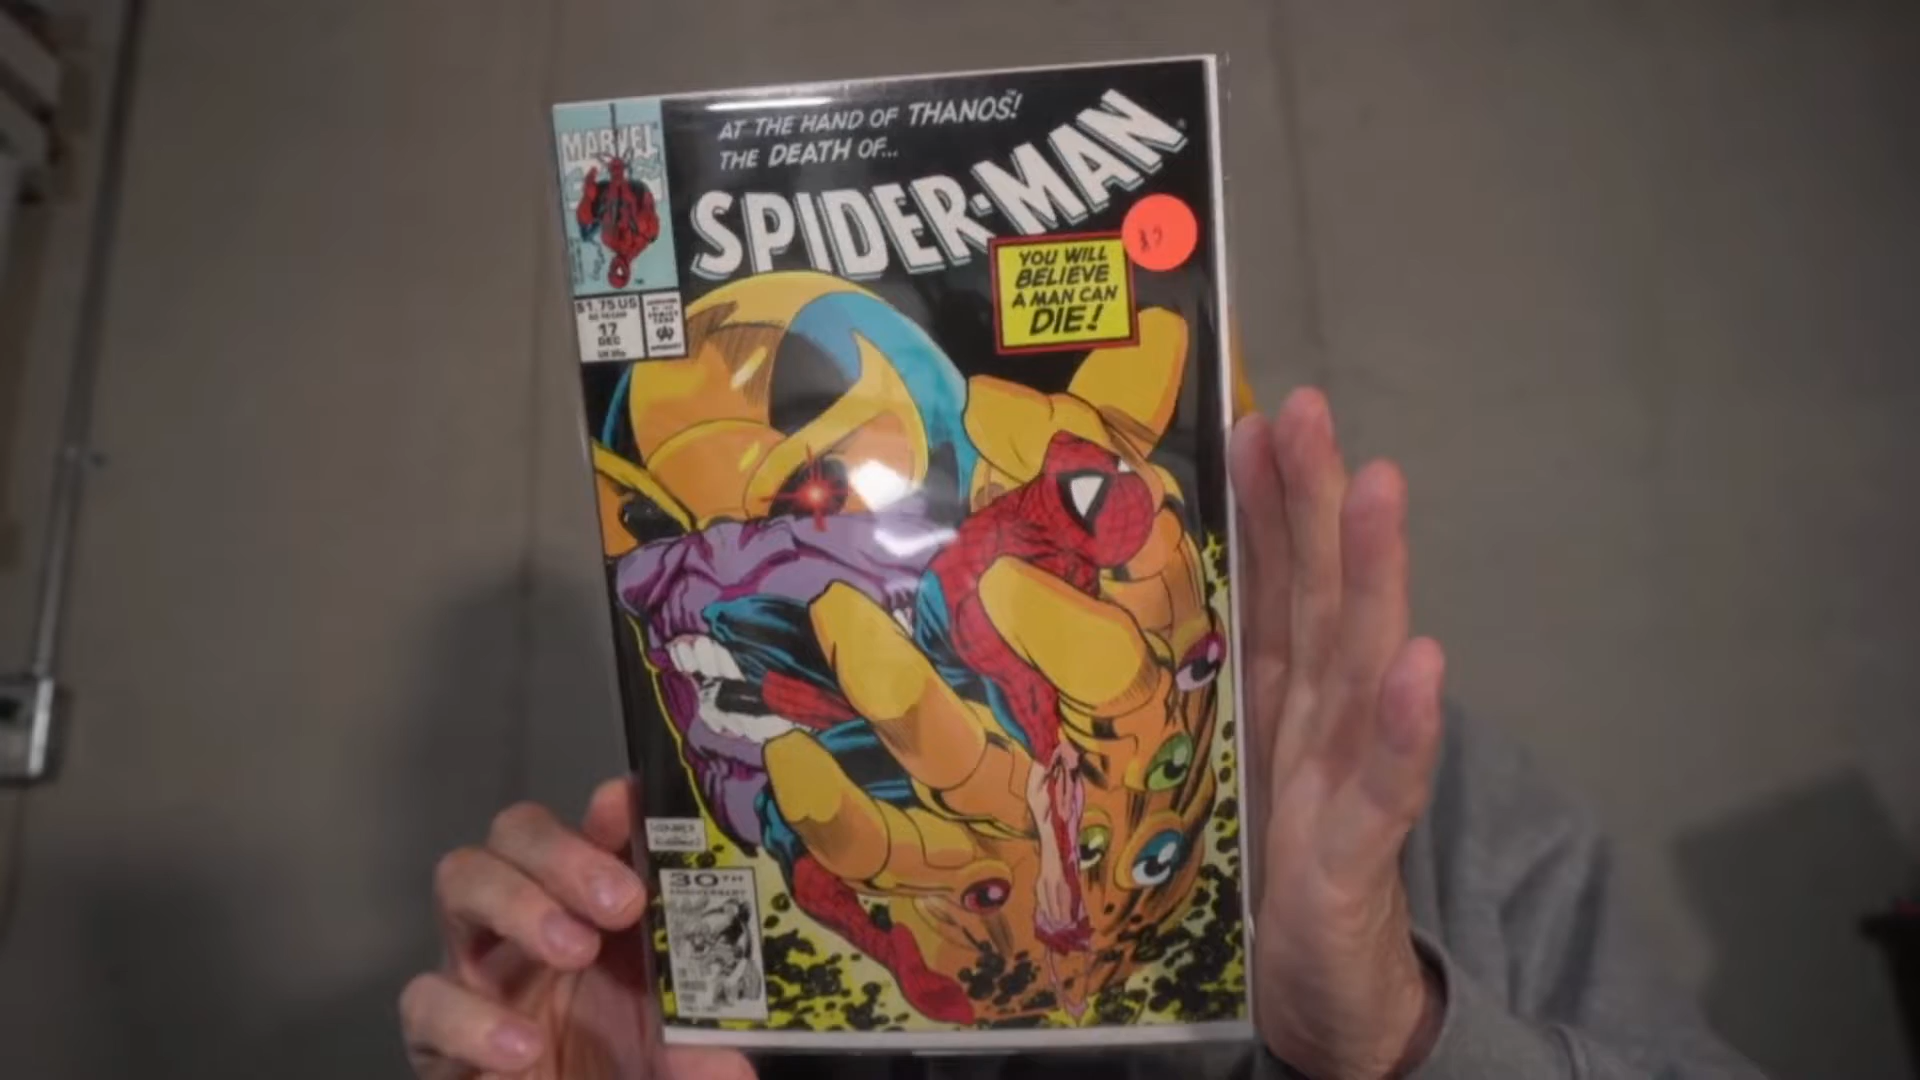 AT THE HAND OF THANOS!
THE DEATH OF...
MARVEL
SPIDER-MAN
YOU WILL
BELIEVE
A MAN CAN
DIE!
$1.75 US
17
DEC
30TH
ANNIVERSARY